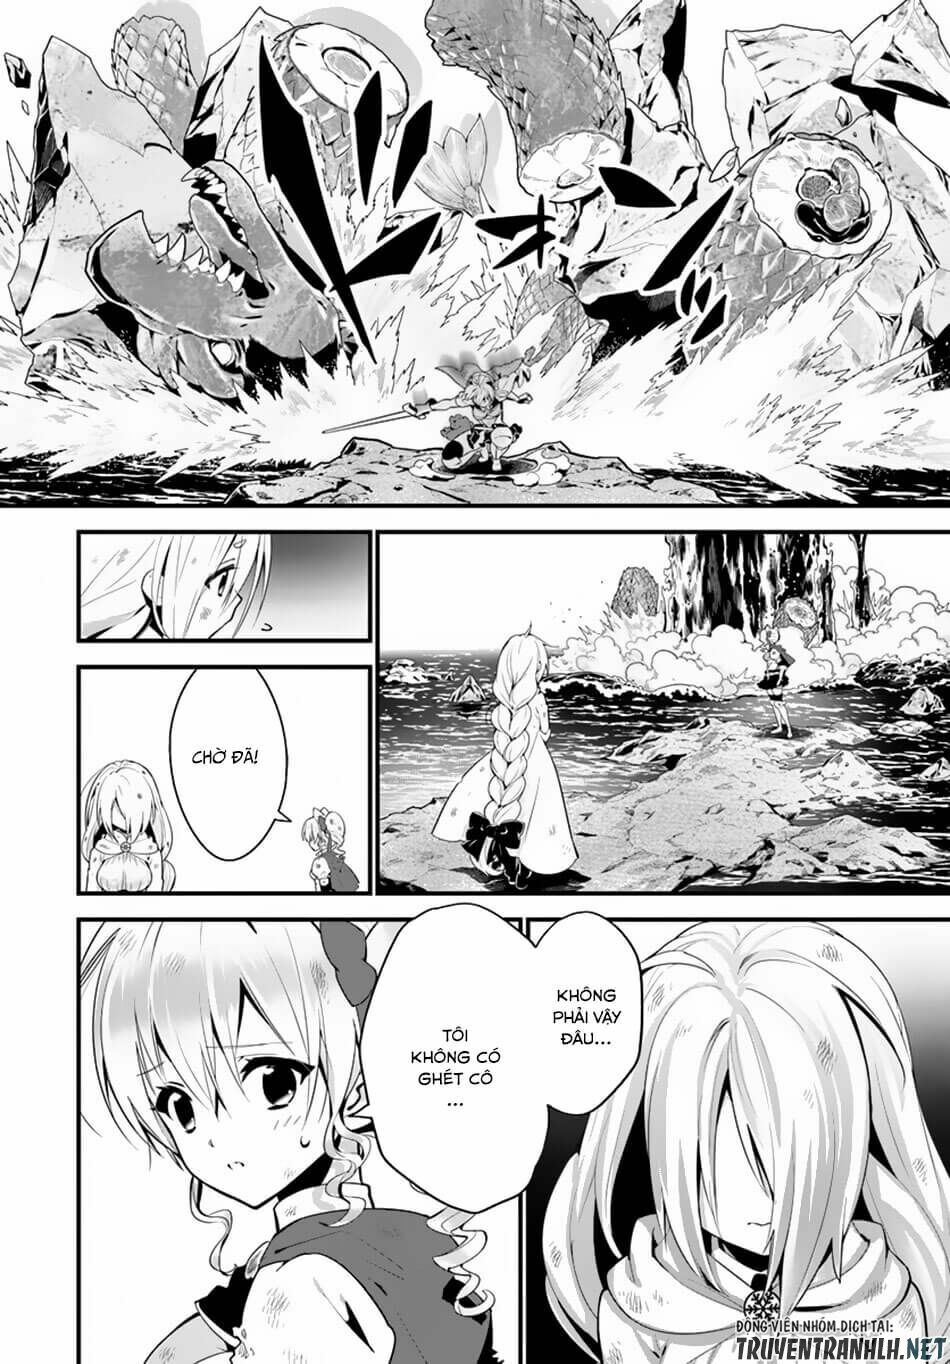 CHỜ ĐÃ!
KHÔNG
PHẢI VẬY
ĐÂU...
TÔI
KHÔNG CÓ
GHÉT CÔ
...
ĐỘNG VIÊN NHÓM DỊCH TẠI:
TRUYENTRANHLH.NET